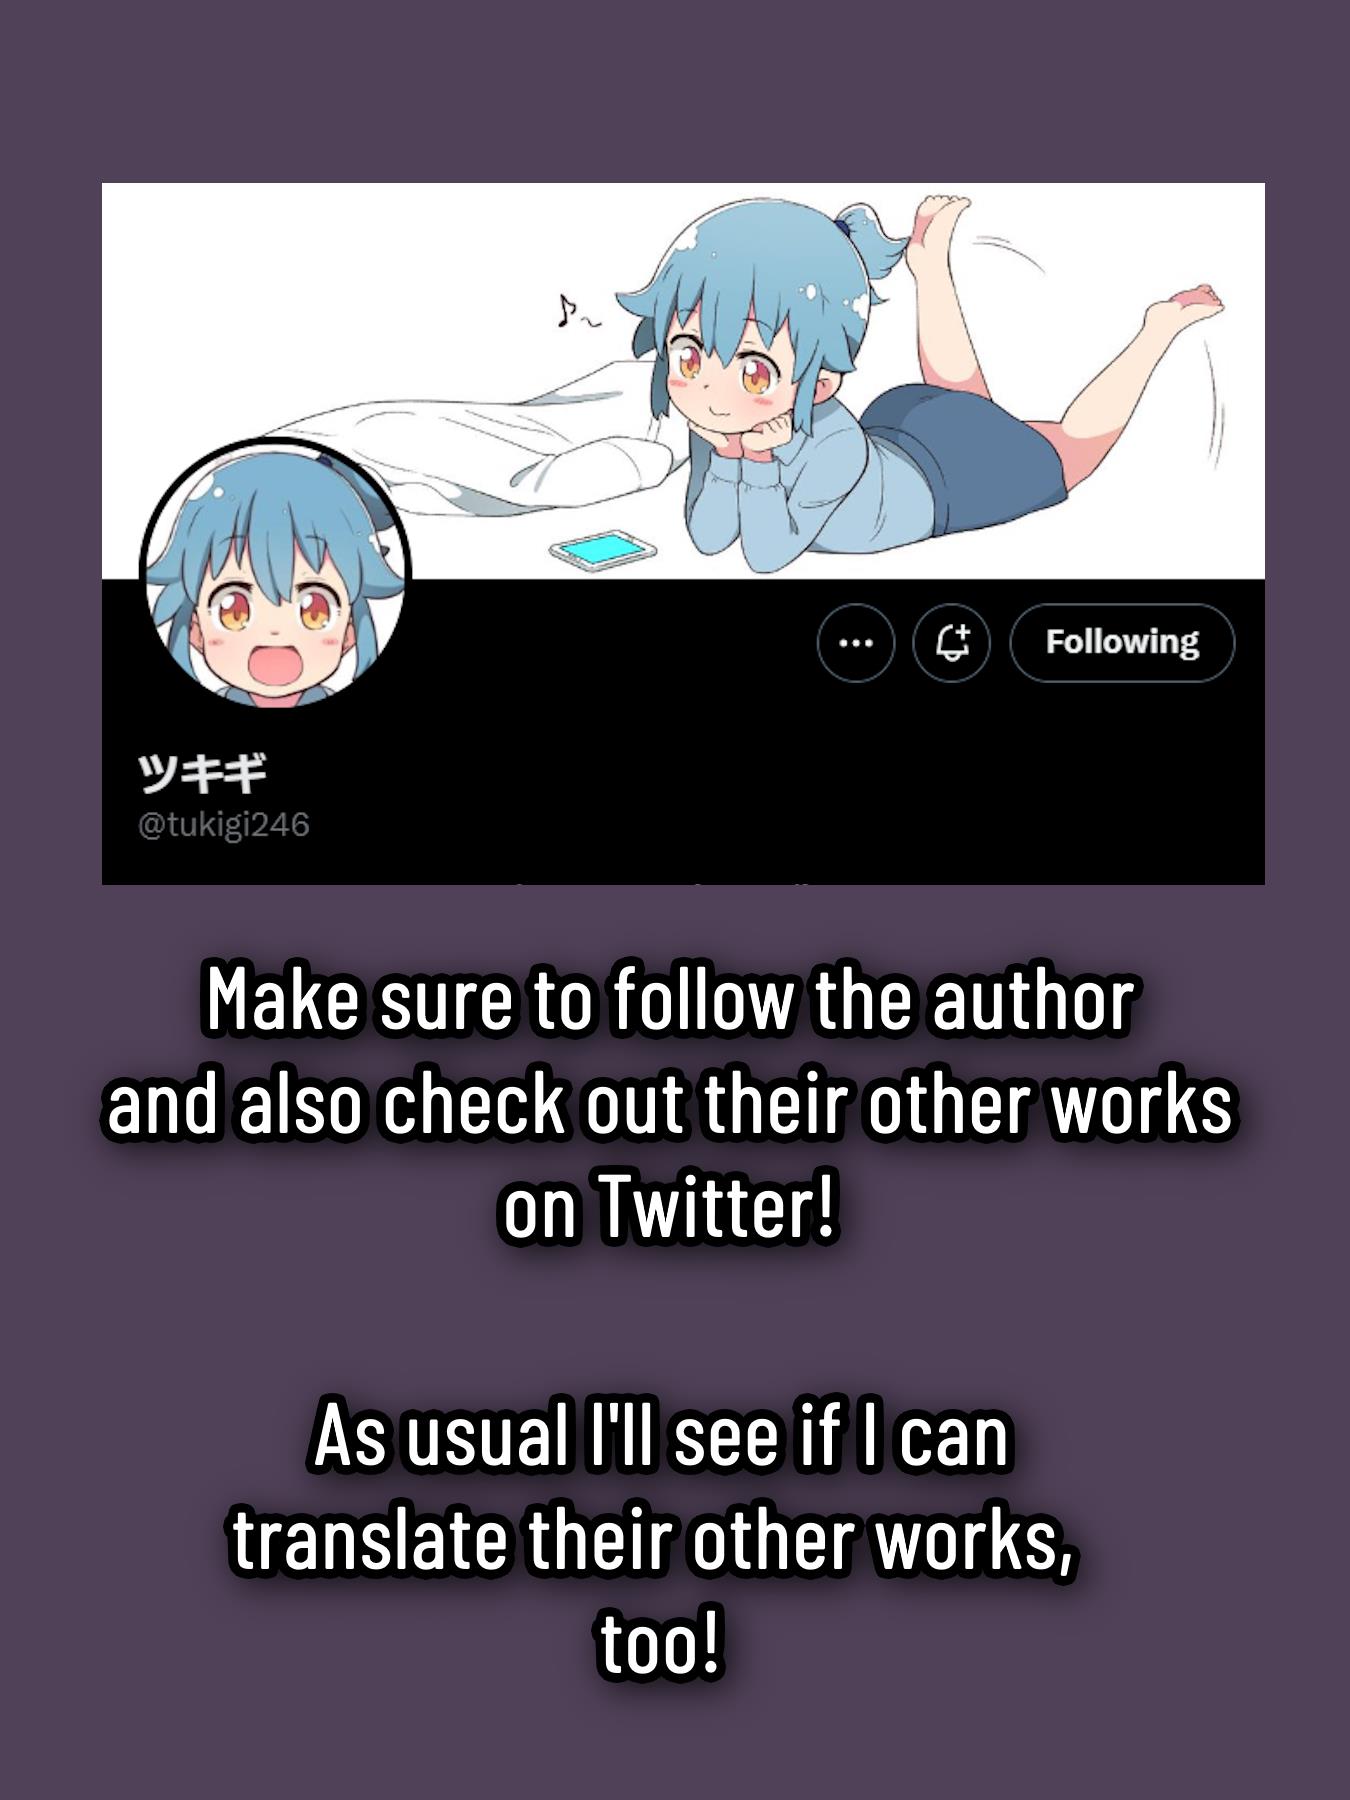 Following
ツキギ
@tukigi246
Make sure to follow the author
and also check out their other works
on Twitter!
As usual I'll see if I can
translate their other works,
too!